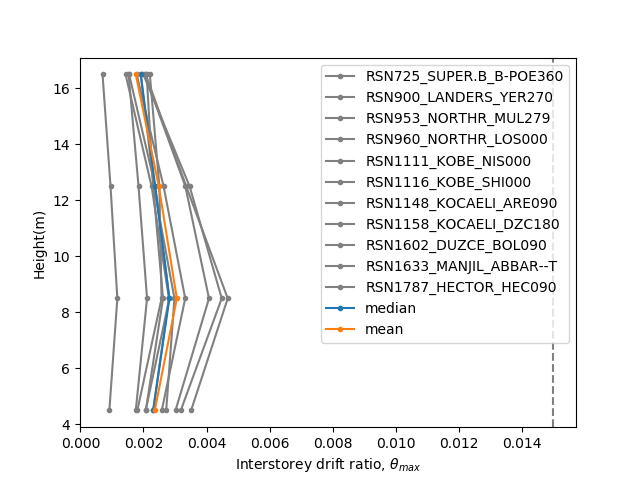 RSN725_SUPER.B_B-POE360
RSN900_LANDERS_YER270
RSN953_NORTHR_MUL279
RSN960_NORTHR_LOS000
RSN1111_KOBE_NIS000
RSN1116_KOBE_SHI000
RSN1148_KOCAELI_ARE090
RSN1158_KOCAELI_DZC180
RSN1602_DUZCE_BOL090
RSN1633_MANJIL_ABBAR--T
RSN1787_HECTOR_HEC090
median
mean
Height(m)
16
14
12
10
8
6
4
0.000 0.002 0.004 0.006 0.008 0.010 0.012 0.014
Interstorey drift ratio, θmax